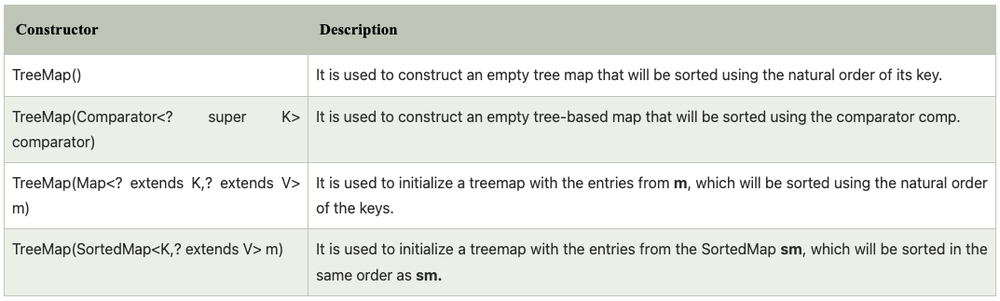 Constructor Description
TreeMap() It is used to construct an empty tree map that will be sorted using the natural order of its key.
TreeMap(Comparator<? super K> It is used to construct an empty tree-based map that will be sorted using the comparator comp.
comparator)
TreeMap(Map<? extends K,? extends V> It is used to initialize a treemap with the entries from m, which will be sorted using the natural order
m) of the keys.
TreeMap(SortedMap<K,? extends V> m) It is used to initialize a treemap with the entries from the SortedMap sm, which will be sorted in the
same order as sm.